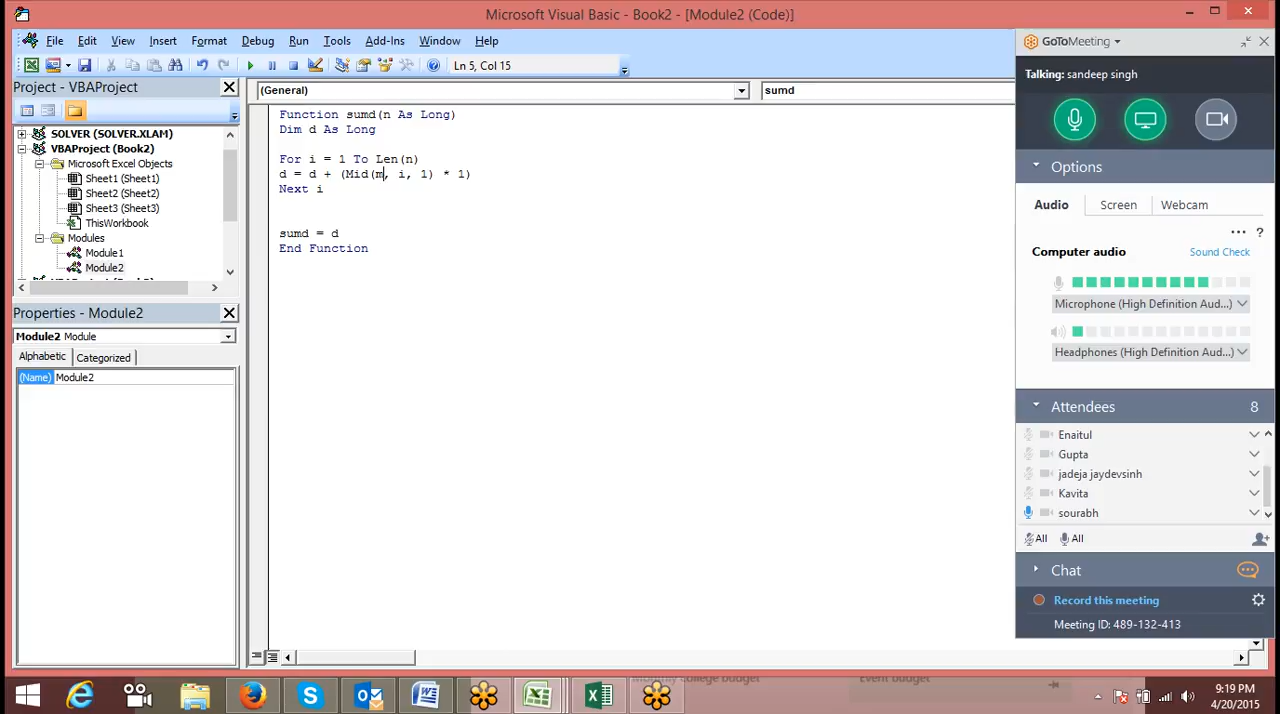 Microsoft Visual Basic - Book2 - [Module2 (Code)]
File Edit View Insert Format Debug Run Tools Add-Ins Window Help
Ln 5, Col 15
Project - VBAProject
SOLVER (SOLVER.XLAM)
VBAProject (Book2)
Microsoft Excel Objects
Sheet1 (Sheet1)
Sheet2 (Sheet2)
Sheet3 (Sheet3)
ThisWorkbook
Modules
Module1
Module2
Properties - Module2
Module2 Module
Alphabetic Categorized
(Name) Module2
(General) sumd
Function sumd(n As Long)
Dim d As Long
For i = 1 To Len(n)
d = d + (Mid(m, i, 1) * 1)
Next i
sumd = d
End Function
GoToMeeting
Talking: sandeep singh
Options
Audio Screen Webcam
... ?
Computer audio Sound Check
Microphone (High Definition Aud...)
Headphones (High Definition Aud...)
Attendees 8
Enaitul
Gupta
jadeja jaydevsinh
Kavita
sourabh
All All
Chat
Record this meeting
Meeting ID: 489-132-413
Monthly college budget Event budget
9:19 PM
4/20/2015